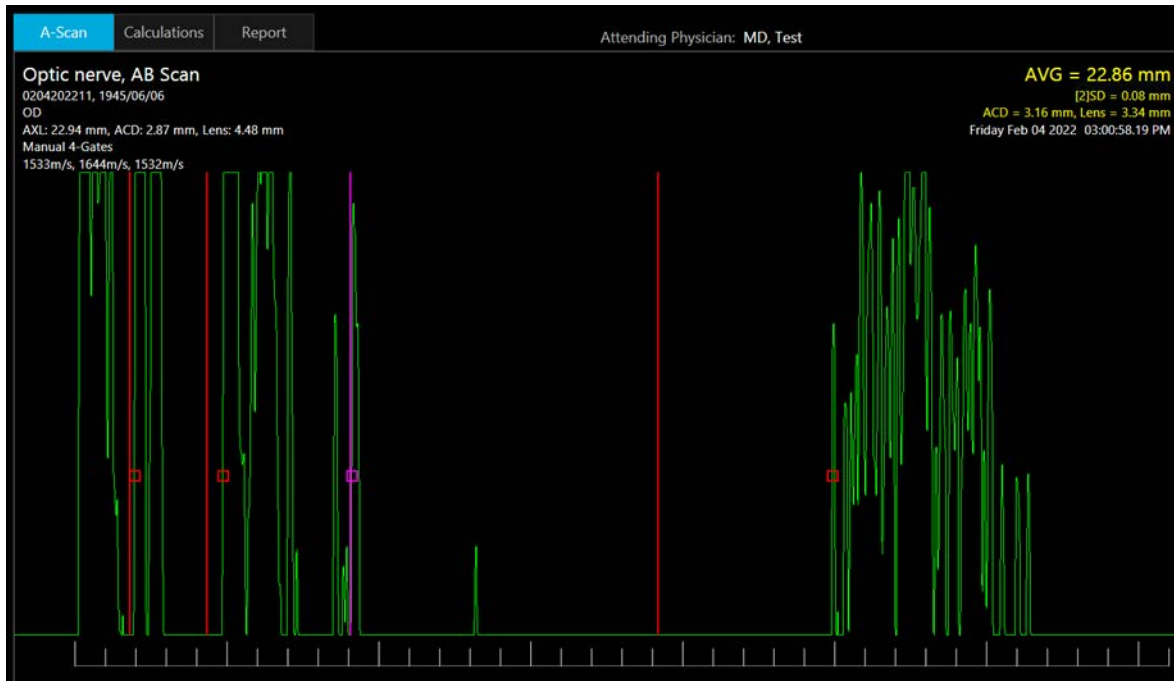 A-Scan Calculations Report
Attending Physician: MD, Test
Optic nerve, AB Scan
0204202211, 1945/06/06
OD
AXL: 22.94 mm, ACD: 2.87 mm, Lens: 4.48 mm
Manual 4-Gates
1533m/s, 1644m/s, 1532m/s
AVG = 22.86 mm
[2]SD = 0.08 mm
ACD = 3.16 mm, Lens = 3.34 mm
Friday Feb 04 2022 03:00:58.19 PM